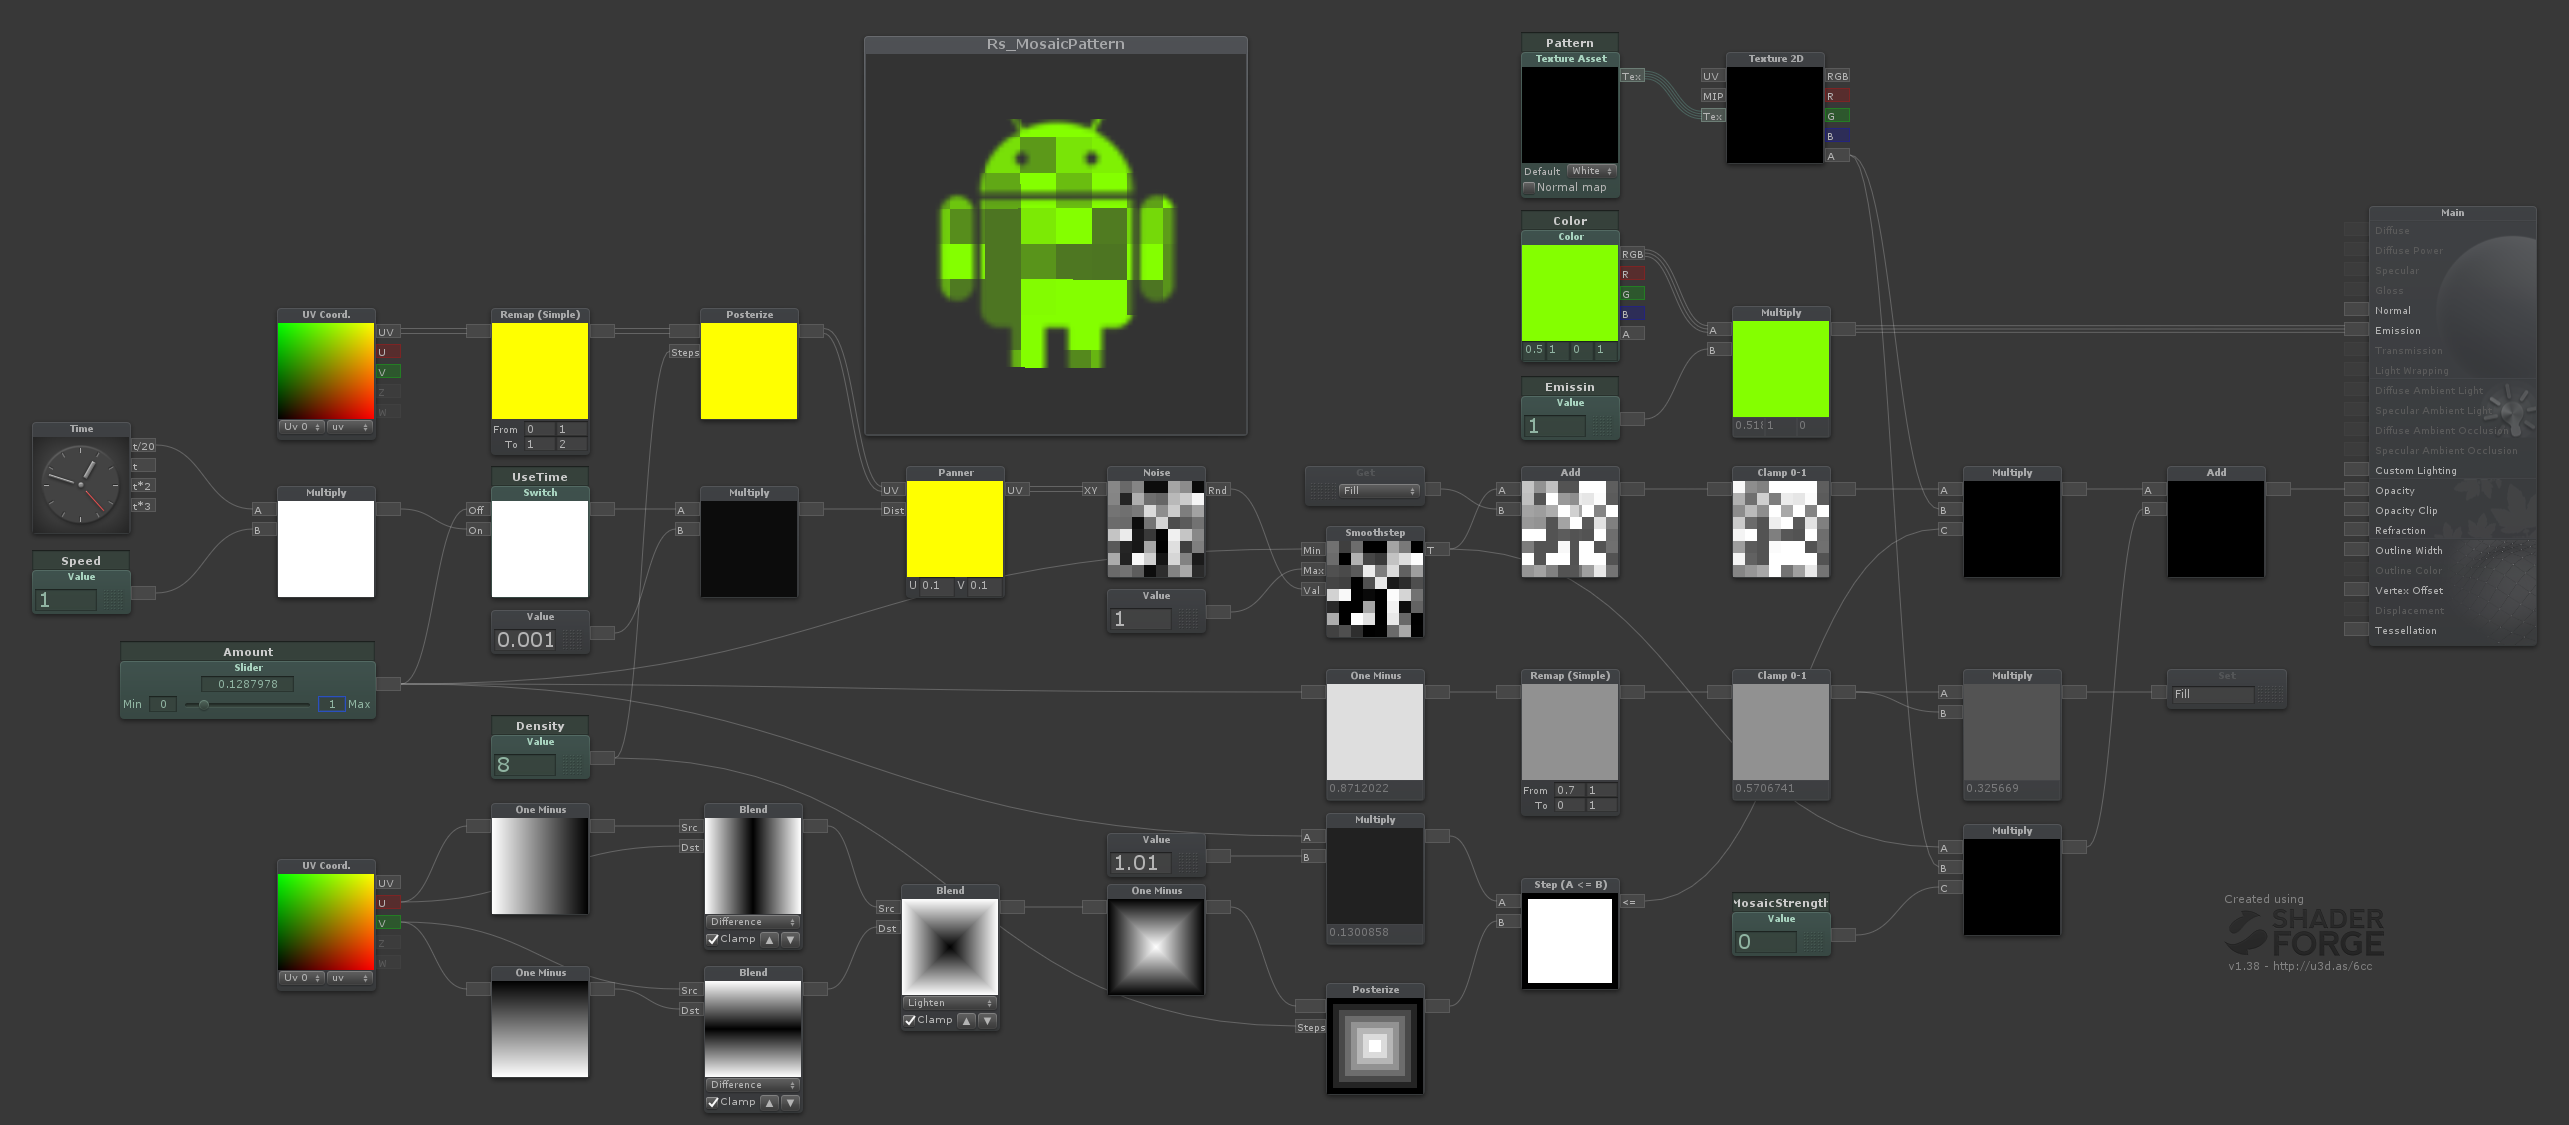 Rs_MosaicPattern
Pattern
Texture Asset
Tex
Default White
Normal map
Texture 2D
UV
MIP
Tex
RGB
R
G
B
A
Color
Color
RGB
R
G
B
A
0.5 1 0 1
Emissin
Value
1
Multiply
A
B
0.51 1 0
Main
Diffuse
Diffuse Power
Specular
Gloss
Normal
Emission
Transmission
Light Wrapping
Diffuse Ambient Light
Specular Ambient Light
Diffuse Ambient Occlusion
Specular Ambient Occlusion
Custom Lighting
Opacity
Opacity Clip
Refraction
Outline Width
Outline Color
Vertex Offset
Displacement
Tessellation
UV Coord.
UV
U
V
Z
W
Uv 0 uv
Remap (Simple)
From 0 1
To 1 2
Posterize
Steps
Time
t/20
t
t*2
t*3
Speed
Value
1
Multiply
A
B
UseTime
Switch
Off
On
Value
0.001
Multiply
A
B
Panner
UV
Dist
UV
U 0.1 V 0.1
Noise
XY
Rnd
Value
1
Get
Fill
Smoothstep
Min
Max
Val
T
Add
A
B
Clamp 0-1
Multiply
A
B
C
Add
A
B
Amount
Slider
0.1287978
Min 0 1 Max
Density
Value
8
One Minus
0.8712022
Remap (Simple)
From 0.7 1
To 0 1
Clamp 0-1
0.5706741
Multiply
A
B
0.325669
Set
Fill
UV Coord.
UV
U
V
Z
W
Uv 0 uv
One Minus
One Minus
Blend
Src
Dst
Difference
Clamp
Blend
Src
Dst
Difference
Clamp
Blend
Src
Dst
Lighten
Clamp
Value
1.01
One Minus
Multiply
A
B
0.1300858
Posterize
Steps
Step (A <= B)
A
B
<=
MosaicStrength
Value
0
Multiply
A
B
C
Created using
SHADER
FORGE
v1.38 - http://u3d.as/6cc